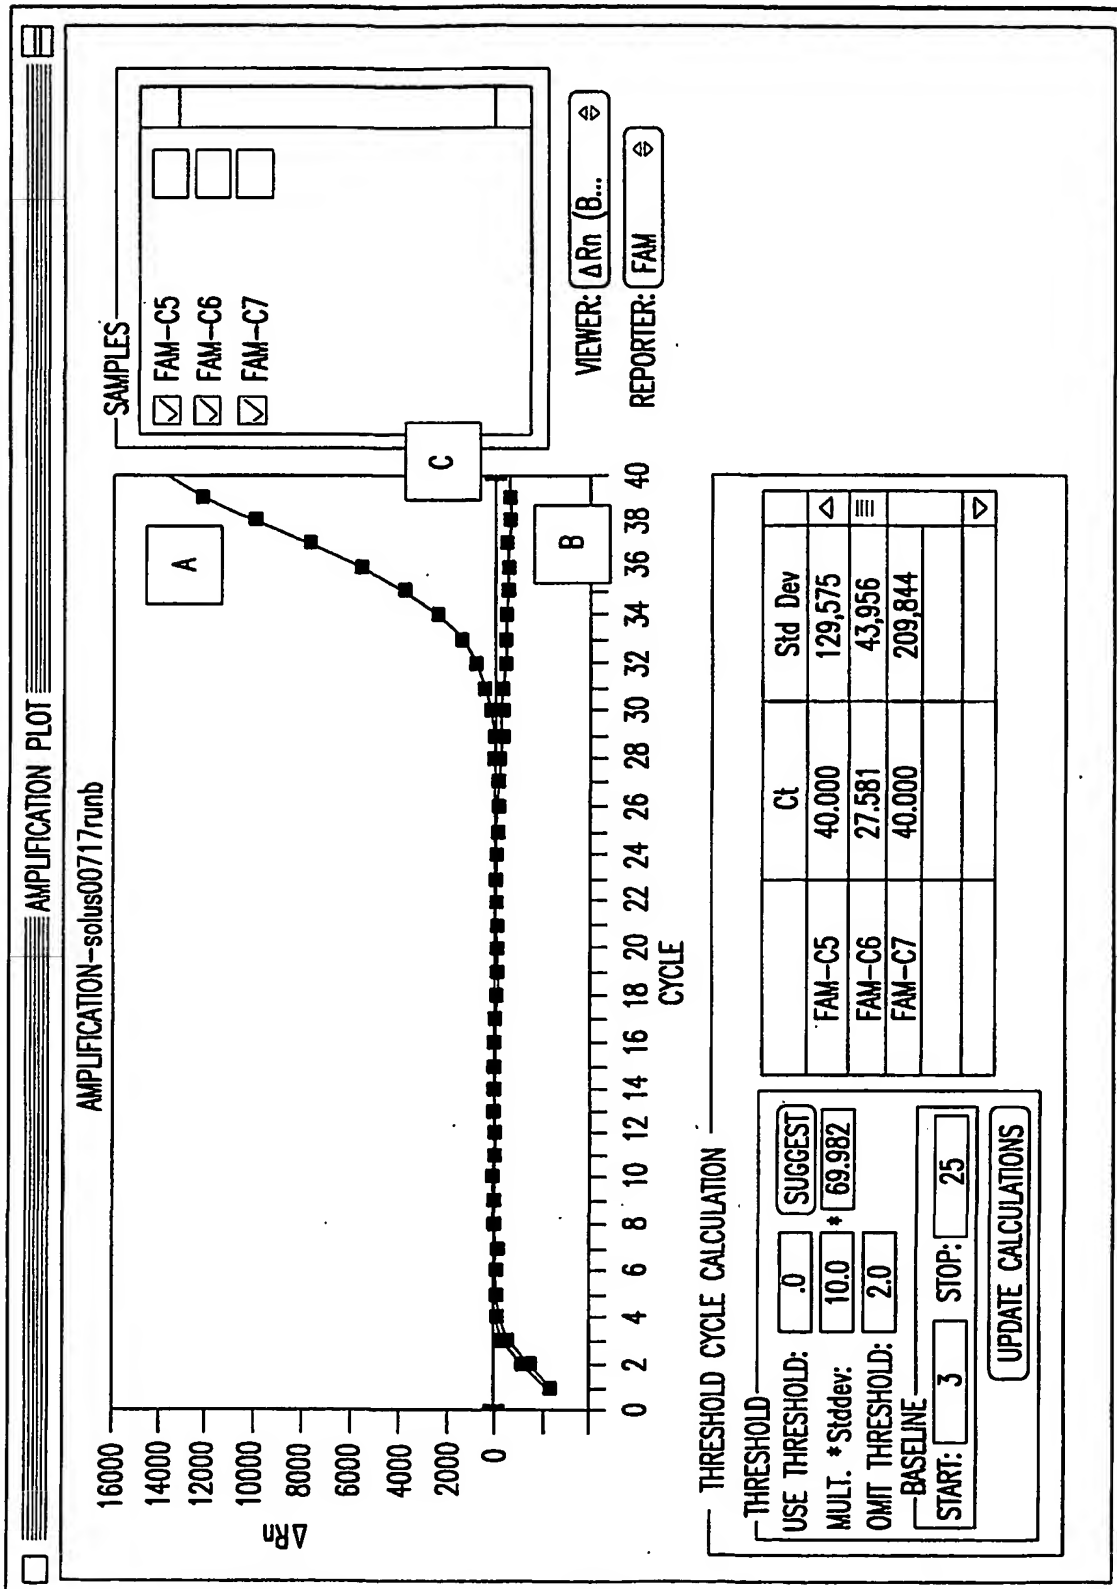 AMPLIFICATION PLOT
AMPLIFICATION-solus00717runb
16000
14000
12000
10000
8000
6000
4000
2000
0
ΔRn
0 2 4 6 8 10 12 14 16 18 20 22 24 26 28 30 32 34 36 38 40
CYCLE
A
B
C
SAMPLES
FAM-C5
FAM-C6
FAM-C7
VIEWER: ΔRn (B...
REPORTER: FAM
THRESHOLD CYCLE CALCULATION
THRESHOLD
USE THRESHOLD: .0 SUGGEST
MULT. *Stddev: 10.0 * 69.982
OMIT THRESHOLD: 2.0
BASELINE
START: 3 STOP: 25
UPDATE CALCULATIONS
Ct Std Dev
FAM-C5 40.000 129,575
FAM-C6 27.581 43,956
FAM-C7 40.000 209,844